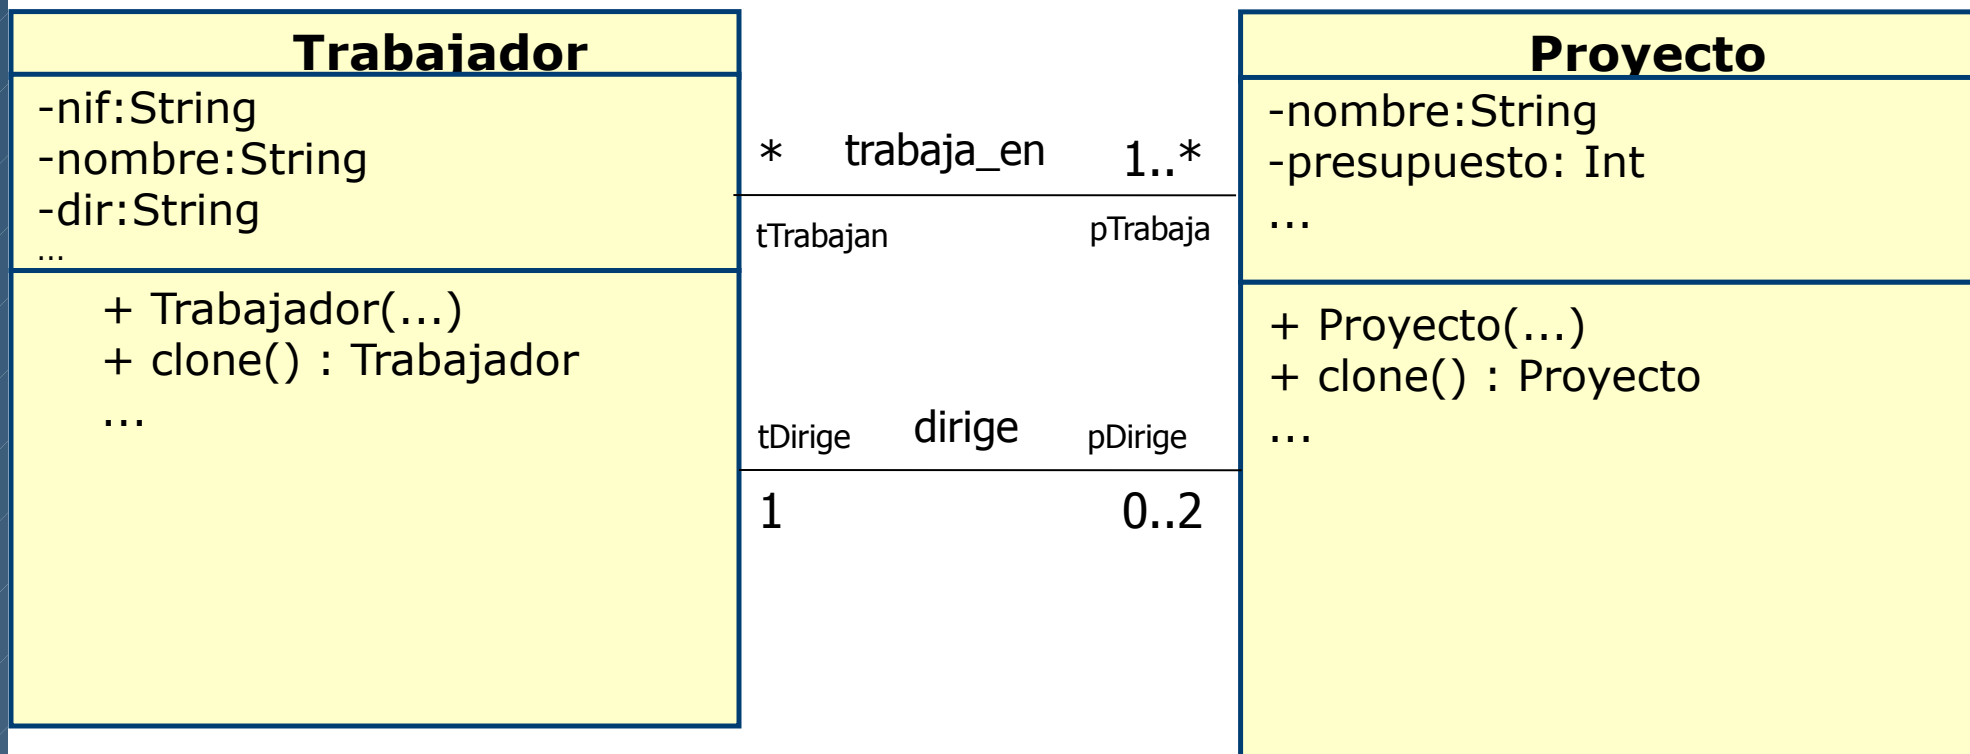 Trabajador
-nif:String
-nombre:String
-dir:String
...
+ Trabajador(...)
+ clone() : Trabajador
...
* trabaja_en 1..*
tTrabajan pTrabaja
tDirige dirige pDirige
1 0..2
Proyecto
-nombre:String
-presupuesto: Int
...
+ Proyecto(...)
+ clone() : Proyecto
...